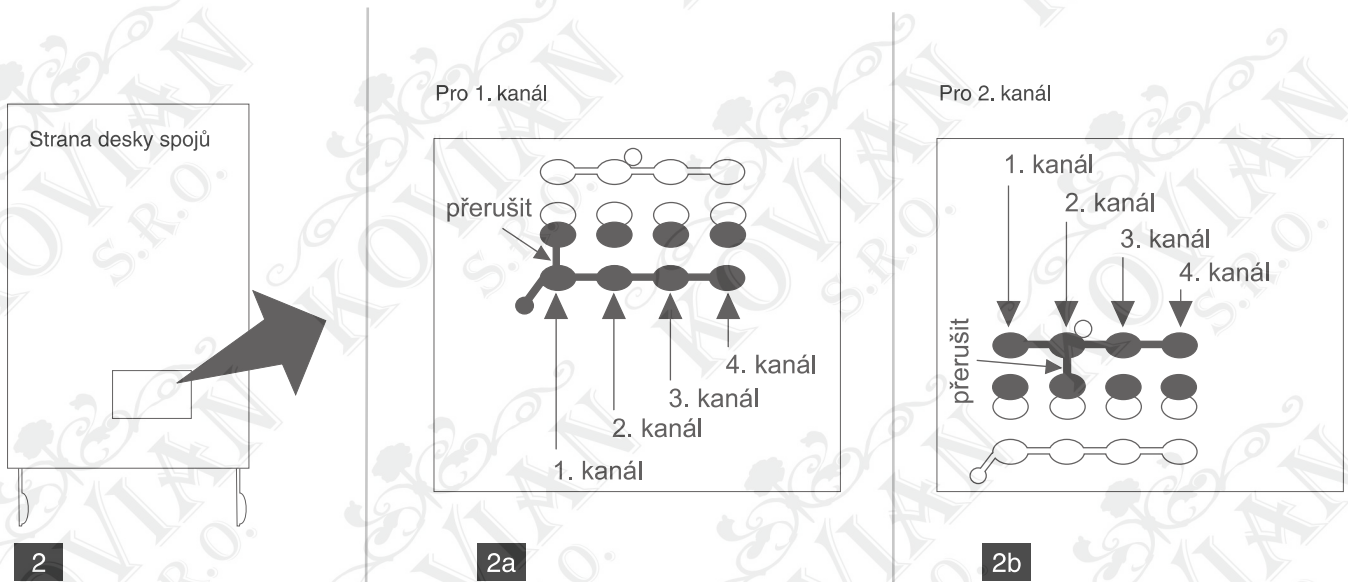 Strana desky spojů
2
Pro 1. kanál
přerušit
4. kanál
3. kanál
2. kanál
1. kanál
2a
Pro 2. kanál
1. kanál
2. kanál
3. kanál
4. kanál
přerušit
2b
KOVIAN
S.R.O.